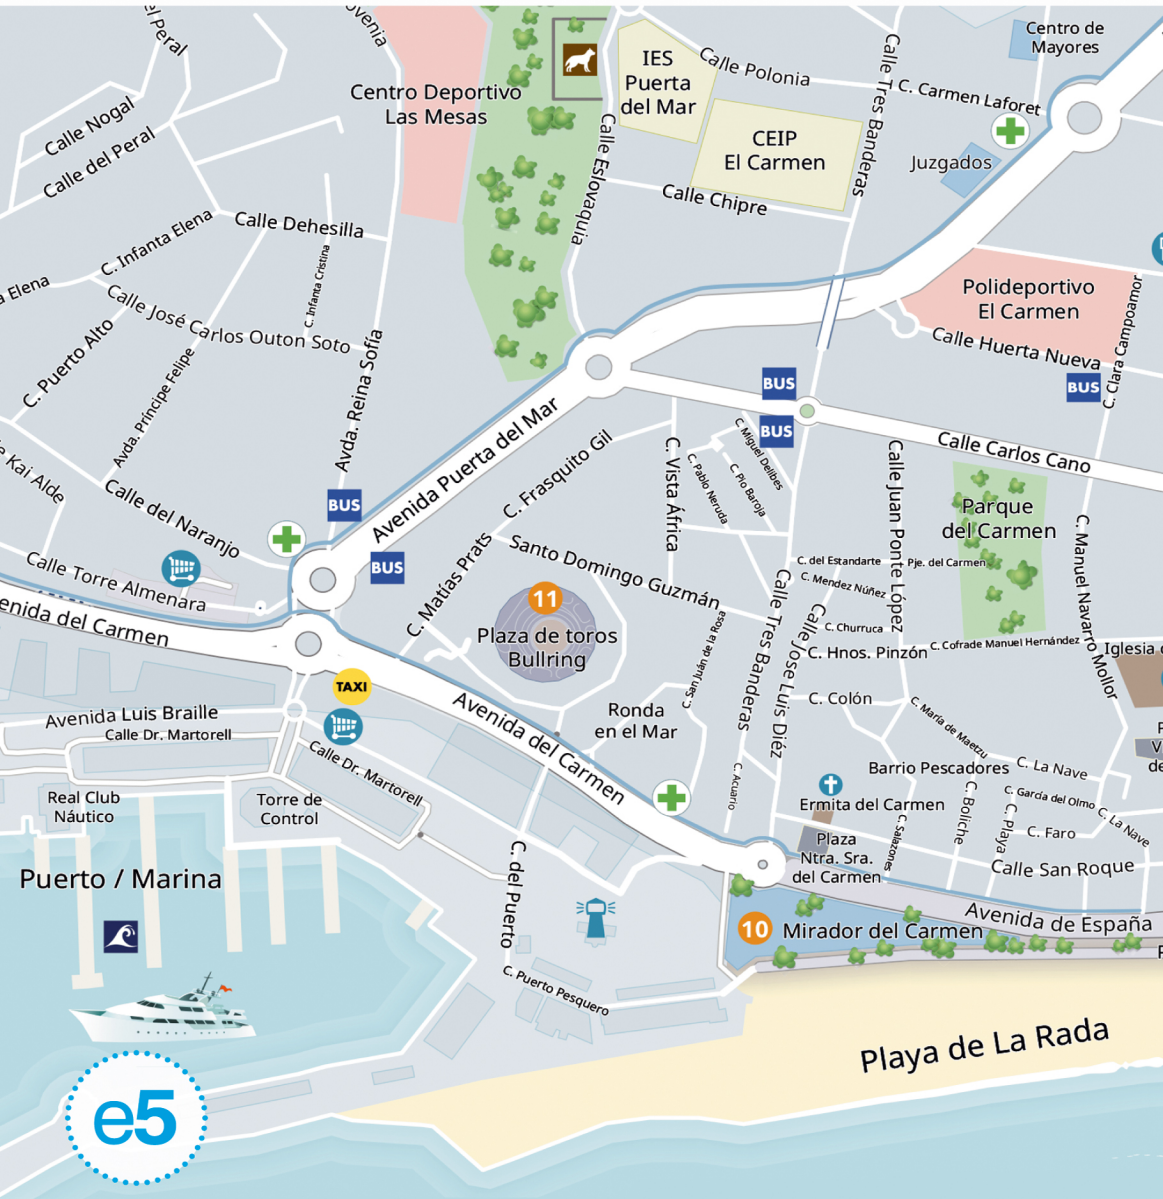 el Peral
ovenia
Centro de
Mayores
IES
Puerta
del Mar
Calle Polonia
Calle Tres Banderas
C. Carmen Laforet
Centro Deportivo
Las Mesas
Calle Nogal
Calle del Peral
Calle Eslovaquia
CEIP
El Carmen
Juzgados
Calle Chipre
Calle Dehesilla
C. Infanta Elena
C. Infanta Cristina
a Elena
Calle José Carlos Outon Soto
C. Puerto Alto
Avda. Príncipe Felipe
Avda. Reina Sofía
Polideportivo
El Carmen
C. Clara Campoamor
Calle Huerta Nueva
BUS
BUS
BUS
Avenida Puerta del Mar
C. Frasquito Gil
C. Vista África
C. Miguel Delibes
C. Pío Baroja
C. Pablo Neruda
Calle Carlos Cano
Calle Juan Ponte López
Parque
del Carmen
e Kai Alde
Calle del Naranjo
BUS
BUS
Calle Torre Almenara
enida del Carmen
C. Matías Prats
Santo Domingo Guzmán
11
Plaza de toros
Bullring
C. San Juán de la Rosa
Calle Tres Banderas
Calle Jose Luis Diéz
C. del Estandarte
Pje. del Carmen
C. Mendez Núñez
C. Churruca
C. Hnos. Pinzón
C. Cofrade Manuel Hernández
C. Manuel Navarro Mollor
Iglesia
C. Colón
C. María de Maetzu
TAXI
Avenida Luis Braille
Calle Dr. Martorell
Calle Dr. Martorell
Avenida del Carmen
Ronda
en el Mar
C. Acuario
Barrio Pescadores
C. La Nave
Ermita del Carmen
C. García del Olmo
C. La Nave
C. Boliche
C. Playa
C. Faro
C. Salazones
Plaza
Ntra. Sra.
del Carmen
Calle San Roque
Real Club
Náutico
Torre de
Control
Puerto / Marina
C. del Puerto
C. Puerto Pesquero
10
Mirador del Carmen
Avenida de España
Playa de La Rada
e5